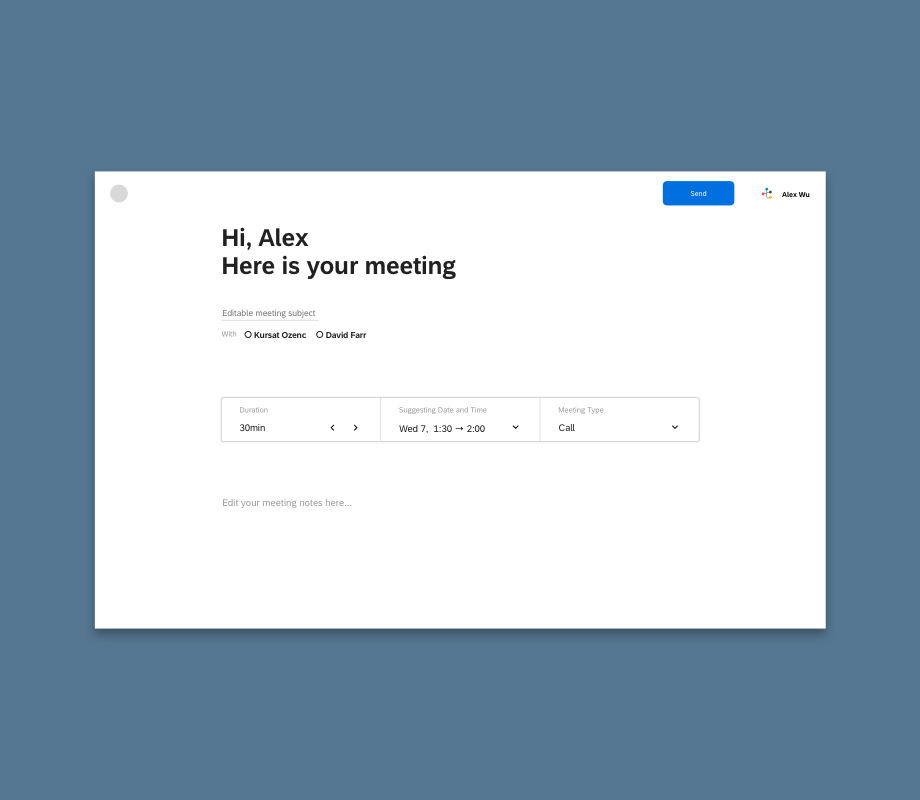 Send
Alex Wu
Hi, Alex
Here is your meeting
Editable meeting subject
With Kursat Ozenc David Farr
Duration
30min
Suggesting Date and Time
Wed 7, 1:30 → 2:00
Meeting Type
Call
Edit your meeting notes here...